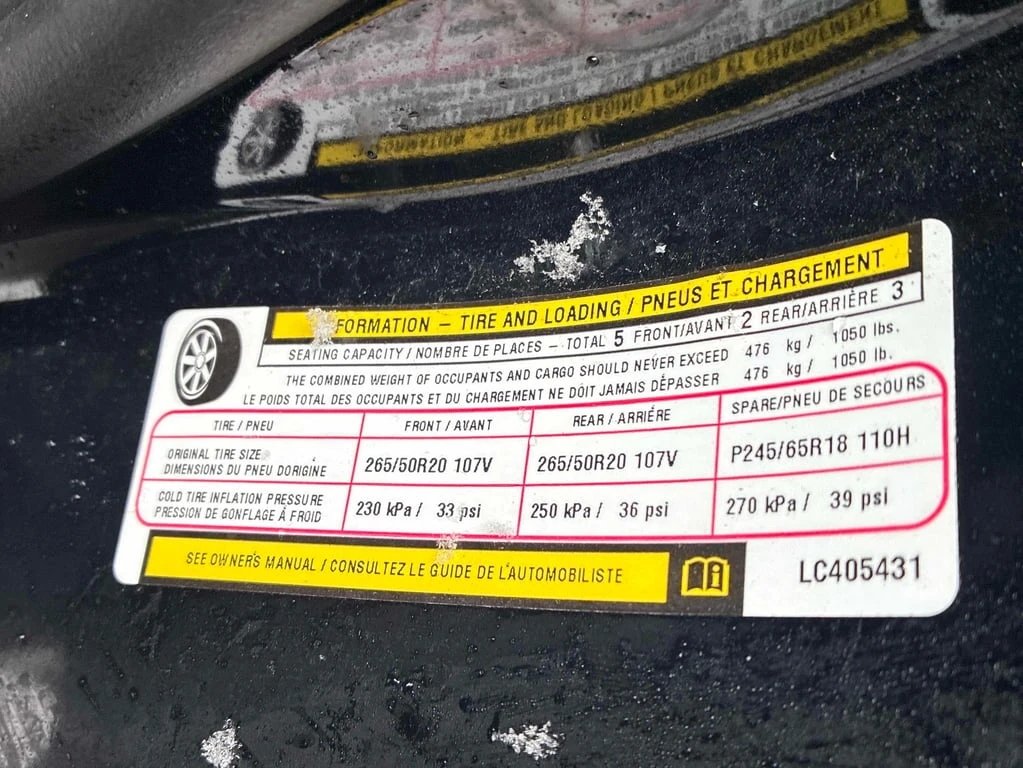 FORMATION – TIRE AND LOADING / PNEUS ET CHARGEMENT
SEATING CAPACITY / NOMBRE DE PLACES – TOTAL 5 FRONT/AVANT 2 REAR/ARRIÈRE 3
THE COMBINED WEIGHT OF OCCUPANTS AND CARGO SHOULD NEVER EXCEED 476 kg / 1050 lbs.
LE POIDS TOTAL DES OCCUPANTS ET DU CHARGEMENT NE DOIT JAMAIS DÉPASSER 476 kg / 1050 lb.
TIRE / PNEU FRONT / AVANT REAR / ARRIÉRE SPARE/PNEU DE SECOURS
ORIGINAL TIRE SIZE
DIMENSIONS DU PNEU DORIGINE 265/50R20 107V 265/50R20 107V P245/65R18 110H
COLD TIRE INFLATION PRESSURE
PRESSION DE GONFLAGE À FROID 230 kPa / 33 psi 250 kPa / 36 psi 270 kPa / 39 psi
SEE OWNER'S MANUAL / CONSULTEZ LE GUIDE DE L'AUTOMOBILISTE
LC405431